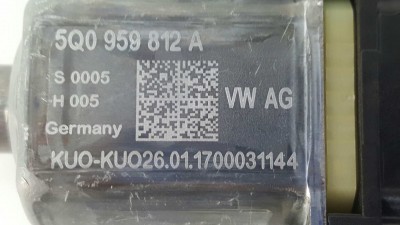 5Q0 959 812 A
S 0005
H 005
VW AG
Germany
KUO-KUO26.01.1700031144